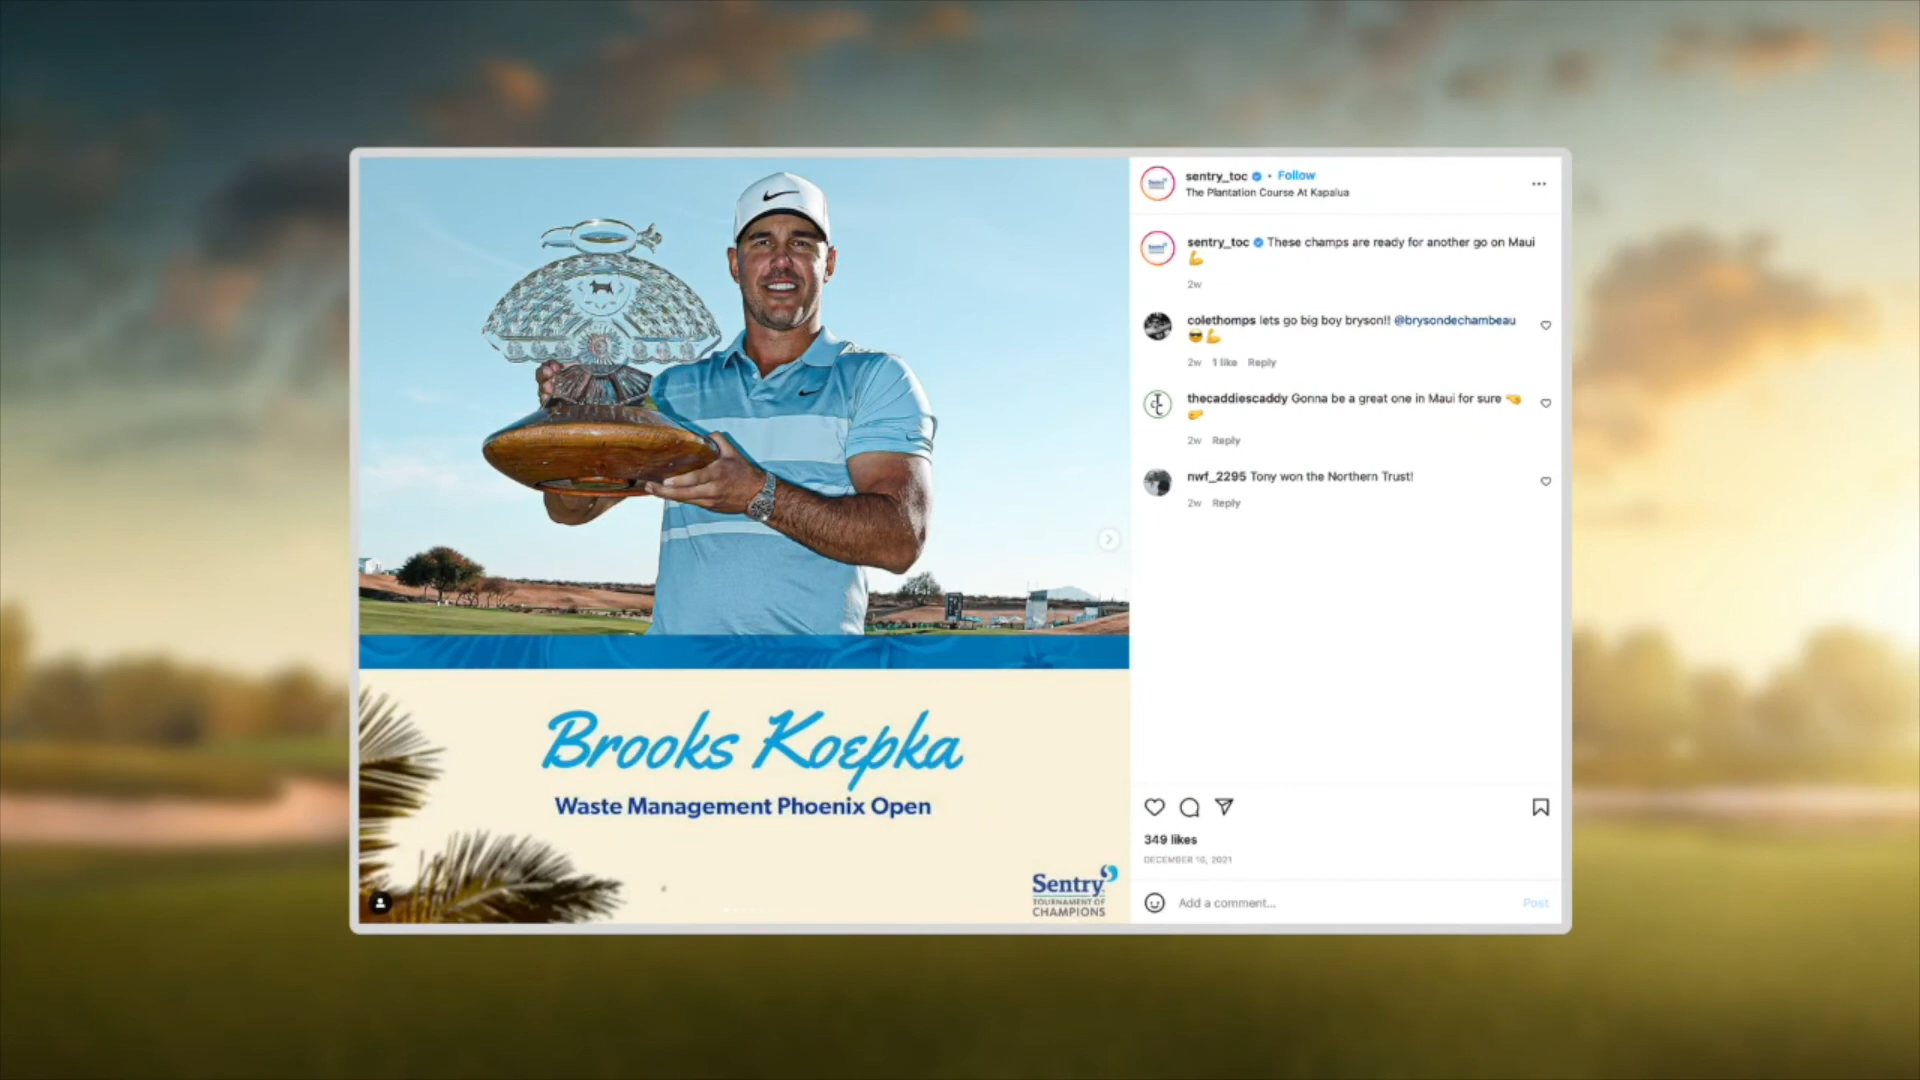 sentry_toc • Follow
The Plantation Course At Kapalua
sentry_toc These champs are ready for another go on Maui
💪
2w
colethomps lets go big boy bryson!! @brysondechambeau
😎💪
2w 1 like Reply
thecaddiescaddy Gonna be a great one in Maui for sure 🤜
🤛
2w Reply
nwf_2295 Tony won the Northern Trust!
2w Reply
Brooks Koepka
Waste Management Phoenix Open
Sentry
TOURNAMENT OF
CHAMPIONS
349 likes
DECEMBER 16, 2021
Add a comment...
Post